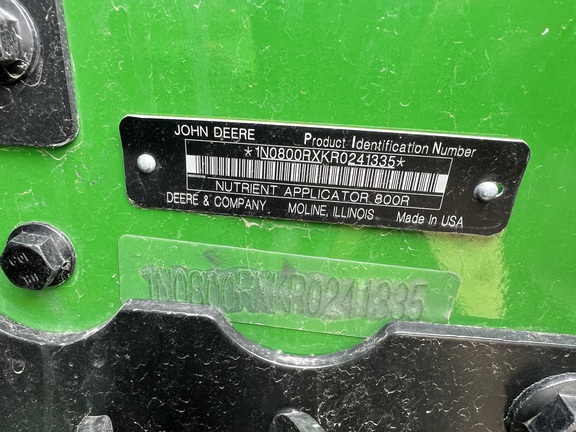 JOHN DEERE Product Identification Number
*1N0800RXKR0241335*
NUTRIENT APPLICATOR 800R
DEERE & COMPANY MOLINE, ILLINOIS Made In USA
1N0800RXKR0241335